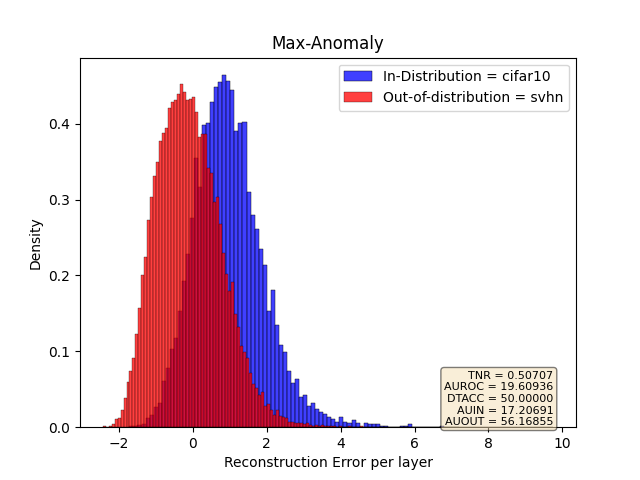 Max-Anomaly
In-Distribution = cifar10
Out-of-distribution = svhn
Density
0.4
0.3
0.2
0.1
0.0
TNR = 0.50707
AUROC = 19.60936
DTACC = 50.00000
AUIN = 17.20691
AUOUT = 56.16855
−2
0
2
4
6
8
10
Reconstruction Error per layer